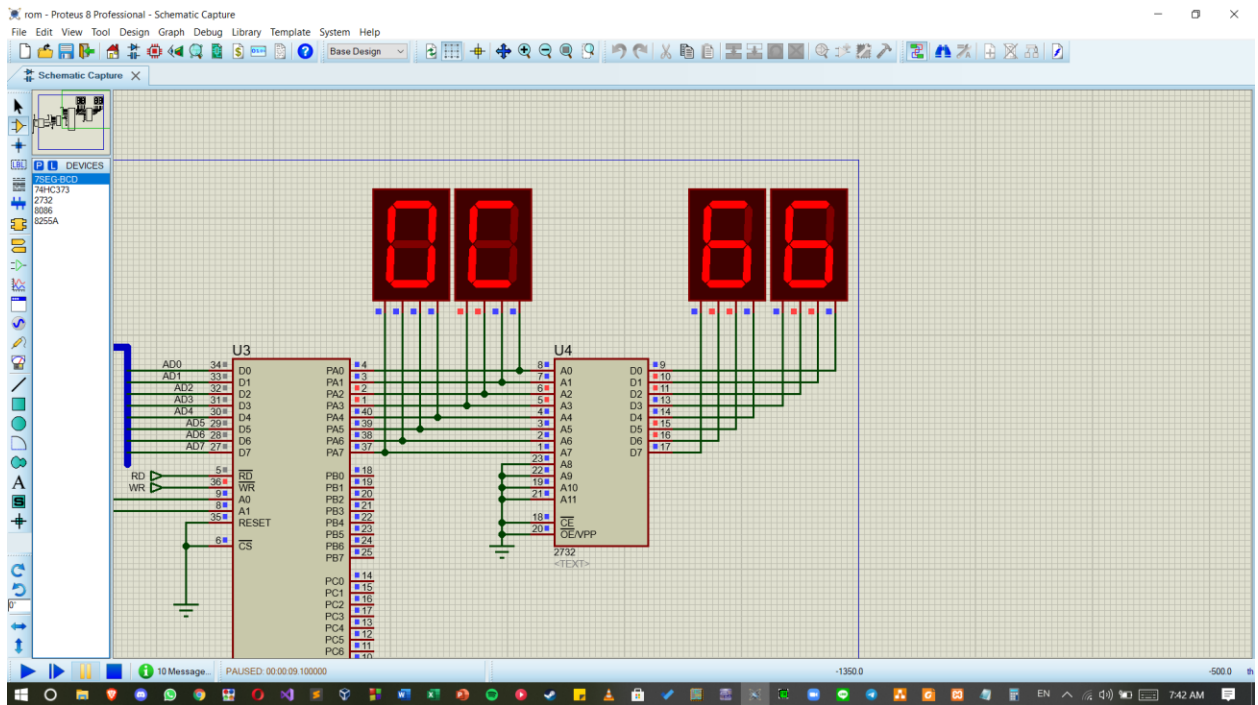 rom - Proteus 8 Professional - Schematic Capture
File Edit View Tool Design Graph Debug Library Template System Help
Base Design
Schematic Capture
P L DEVICES
7SEG-BCD
74HC373
2732
8086
8255A
U3
AD0 34 D0 PA0 4
AD1 33 D1 PA1 3
AD2 32 D2 PA2 2
AD3 31 D3 PA3 1
AD4 30 D4 PA4 40
AD5 29 D5 PA5 39
AD6 28 D6 PA6 38
AD7 27 D7 PA7 37
RD 5 RD PB0 18
WR 36 WR PB1 19
9 A0 PB2 20
8 A1 PB3 21
35 RESET PB4 22
PB5 23
6 CS PB6 24
PB7 25
PC0 14
PC1 15
PC2 16
PC3 17
PC4 13
PC5 12
PC6 11
10
U4
8 A0 D0 9
7 A1 D1 10
6 A2 D2 11
5 A3 D3 13
4 A4 D4 14
3 A5 D5 15
2 A6 D6 16
1 A7 D7 17
23 A8
22 A9
19 A10
21 A11
18 CE
20 OE/VPP
2732
<TEXT>
0C 66
0°
10 Message...
PAUSED: 00:00:09.100000
-1350.0
-500.0
th
EN
7:42 AM